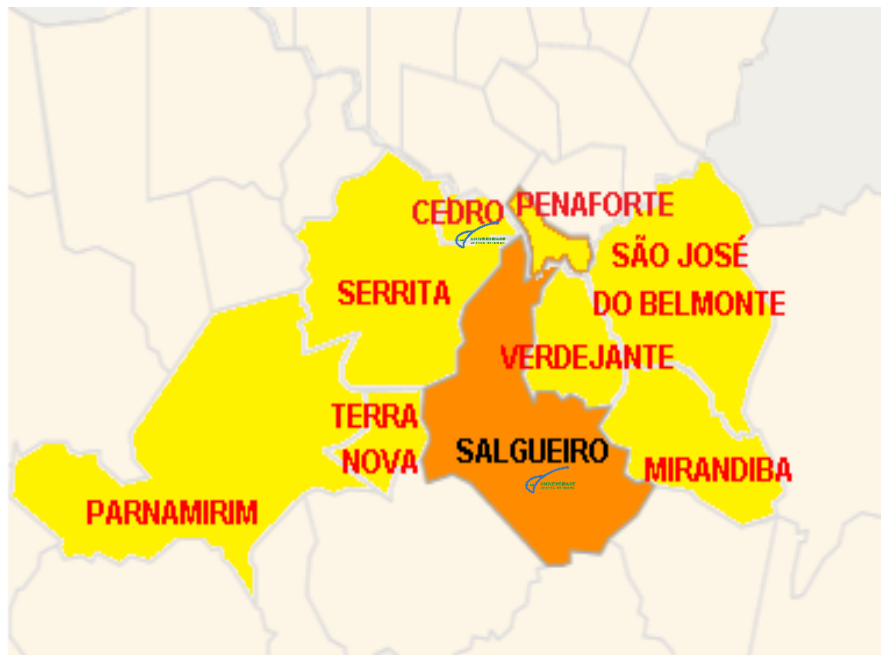 CEDRO
PENAFORTE
SÃO JOSÉ
DO BELMONTE
SERRITA
VERDEJANTE
TERRA
NOVA
SALGUEIRO
MIRANDIBA
PARNAMIRIM